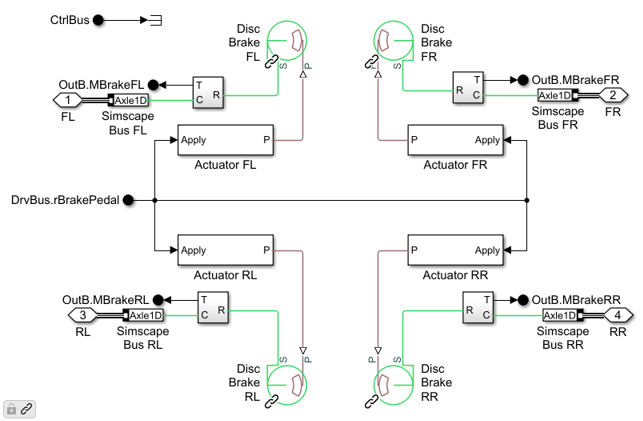 CtrlBus
Disc
Brake
FL
S
P
Disc
Brake
FR
P
S
OutB.MBrakeFL
T
C
R
1
FL
Axle1D
Simscape
Bus FL
R
T
C
OutB.MBrakeFR
Axle1D
Simscape
Bus FR
2
FR
Apply
P
Actuator FL
P
Apply
Actuator FR
DrvBus.rBrakePedal
Apply
P
Actuator RL
P
Apply
Actuator RR
OutB.MBrakeRL
T
C
R
3
RL
Axle1D
Simscape
Bus RL
R
T
C
OutB.MBrakeRR
Axle1D
Simscape
Bus RR
4
RR
Disc
Brake
RL
S
P
P
S
Disc
Brake
RR